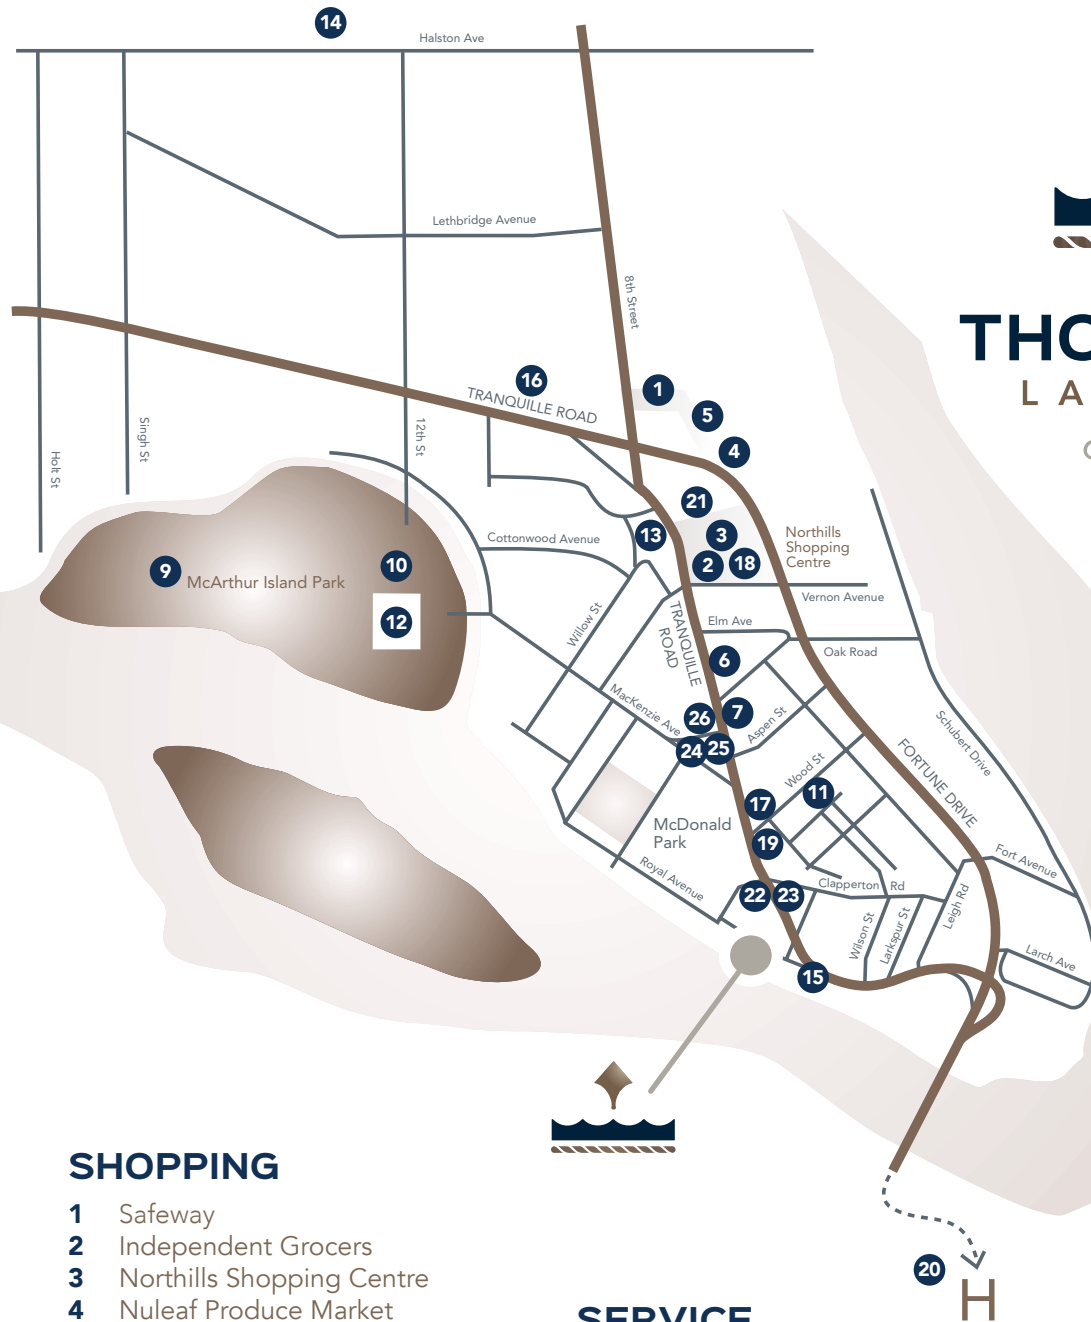 14
Halston Ave
Lethbridge Avenue
8th Street
16
TRANQUILLE ROAD
1
5
4
Holt St
Singh St
12th St
21
13
3
2
18
Northills
Shopping
Centre
Cottonwood Avenue
9
McArthur Island Park
10
12
Vernon Avenue
Willow St
TRANQUILLE
ROAD
Elm Ave
Oak Road
6
MacKenzie Ave
26
7
24
25
Aspen St
Schubert Drive
FORTUNE DRIVE
Wood St
17
11
McDonald
Park
19
Royal Avenue
Fort Avenue
22
23
Clapperton Rd
Leigh Rd
Wilson St
Larkspur St
Larch Ave
15
THO
LA
SHOPPING
1 Safeway
2 Independent Grocers
3 Northills Shopping Centre
4 Nuleaf Produce Market
SERVICE
20
H